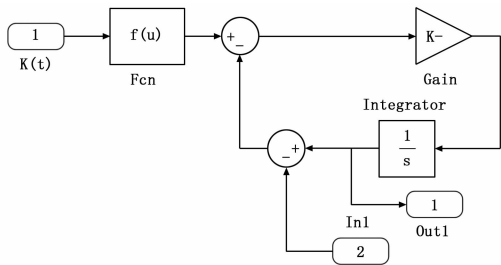 1
K(t)
f(u)
Fcn
+
−
K−
Gain
Integrator
1
s
−
+
In1
2
1
Out1